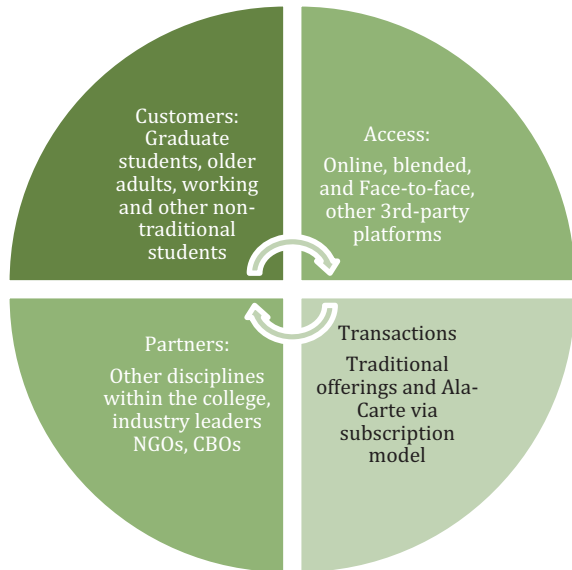 Customers:
Graduate
students, older
adults, working
and other non-
traditional
students
Access:
Online, blended,
and Face-to-face,
other 3rd-party
platforms
Partners:
Other disciplines
within the college,
industry leaders
NGOs, CBOs
Transactions
Traditional
offerings and Ala-
Carte via
subscription
model